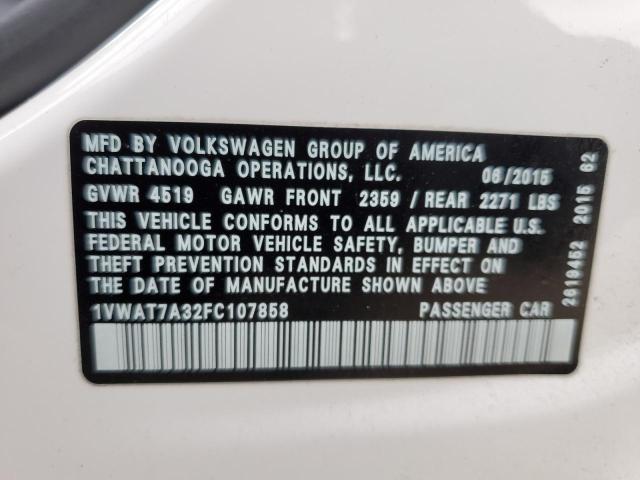 MFD BY VOLKSWAGEN GROUP OF AMERICA
CHATTANOOGA OPERATIONS, LLC. 06/2015
GVWR 4519 GAWR FRONT 2359 / REAR 2271 LBS
THIS VEHICLE CONFORMS TO ALL APPLICABLE U.S.
FEDERAL MOTOR VEHICLE SAFETY, BUMPER AND
THEFT PREVENTION STANDARDS IN EFFECT ON
THE DATE OF MANUFACTURE SHOWN ABOVE
1VWAT7A32FC107858 PASSENGER CAR
2619452 2015 62